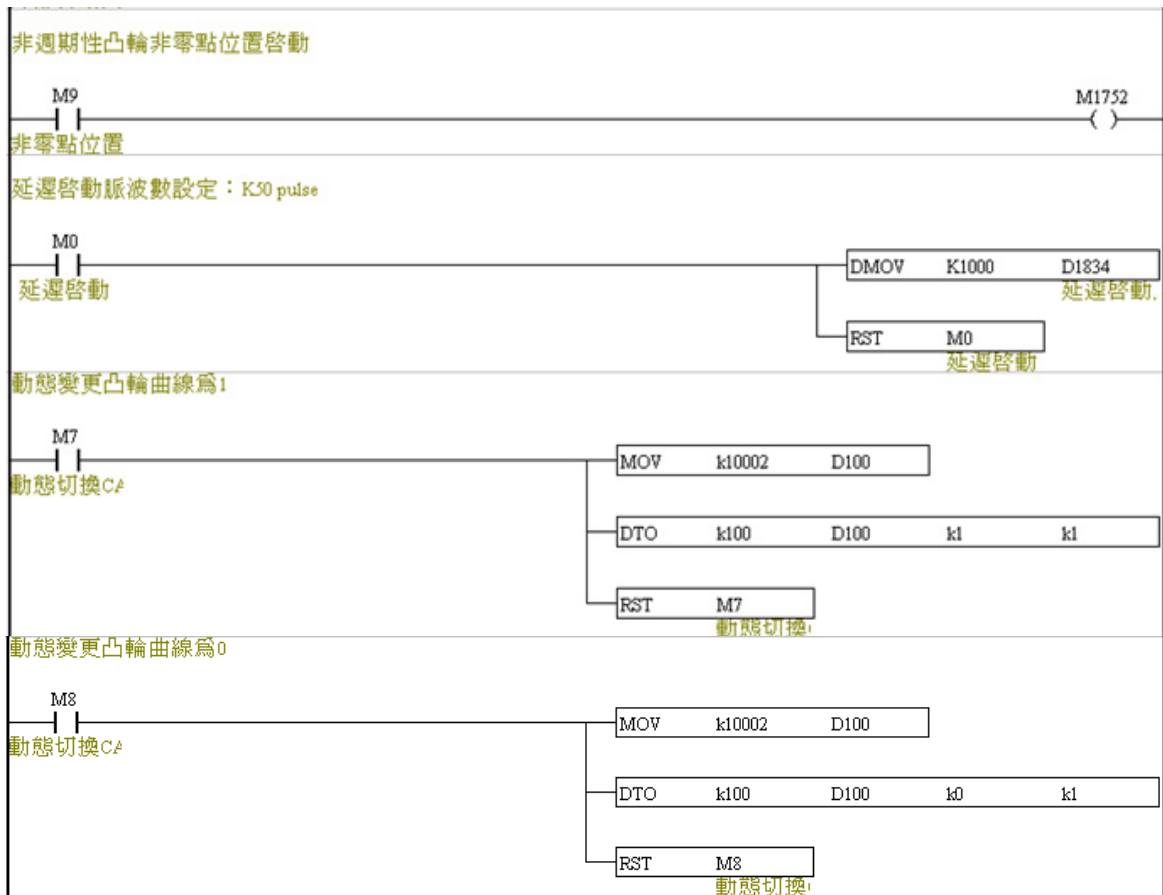 非週期性凸輪非零點位置啓動
M9 M1752
非零點位置
延遲啓動脈波數設定：K50 pulse
M0
DMOV K1000 D1834
延遲啓動 延遲啓動.
RST M0
延遲啓動
動態變更凸輪曲線爲1
M7
MOV k10002 D100
動態切換CA
DTO k100 D100 k1 k1
RST M7
動態切換
動態變更凸輪曲線爲0
M8
MOV k10002 D100
動態切換CA
DTO k100 D100 k0 k1
RST M8
動態切換